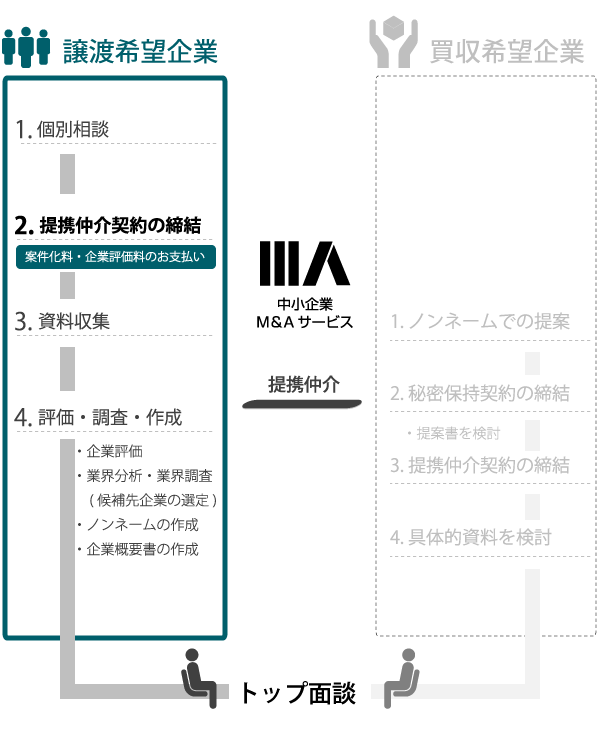 譲渡希望企業
1. 個別相談
2. 提携仲介契約の締結
案件化料・企業評価料のお支払い
3. 資料収集
4. 評価・調査・作成
・企業評価
・業界分析・業界調査
( 候補先企業の選定 )
・ノンネームの作成
・企業概要書の作成
中小企業
M&A サービス
提携仲介
買収希望企業
1. ノンネームでの提案
2. 秘密保持契約の締結
・提案書を検討
3. 提携仲介契約の締結
4. 具体的資料を検討
トップ面談